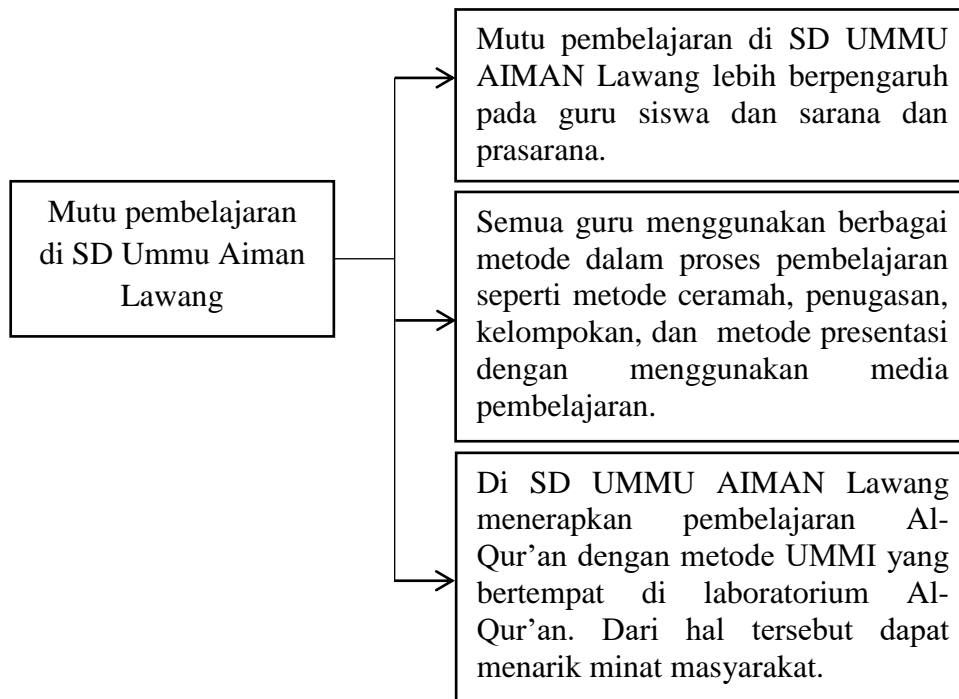 Mutu pembelajaran di SD UMMU
AIMAN Lawang lebih berpengaruh
pada guru siswa dan sarana dan
prasarana.
Mutu pembelajaran
di SD Ummu Aiman
Lawang
Semua guru menggunakan berbagai
metode dalam proses pembelajaran
seperti metode ceramah, penugasan,
kelompokan, dan metode presentasi
dengan menggunakan media
pembelajaran.
Di SD UMMU AIMAN Lawang
menerapkan pembelajaran Al-
Qur’an dengan metode UMMI yang
bertempat di laboratorium Al-
Qur’an. Dari hal tersebut dapat
menarik minat masyarakat.